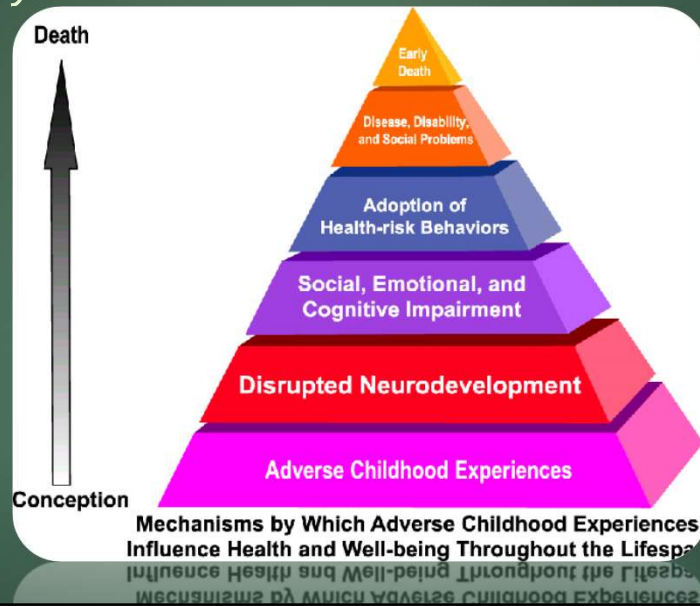 Death
Early
Death
Disease, Disability,
and Social Problems
Adoption of
Health-risk Behaviors
Social, Emotional, and
Cognitive Impairment
Disrupted Neurodevelopment
Adverse Childhood Experiences
Conception
Mechanisms by Which Adverse Childhood Experiences
Influence Health and Well-being Throughout the Lifespa